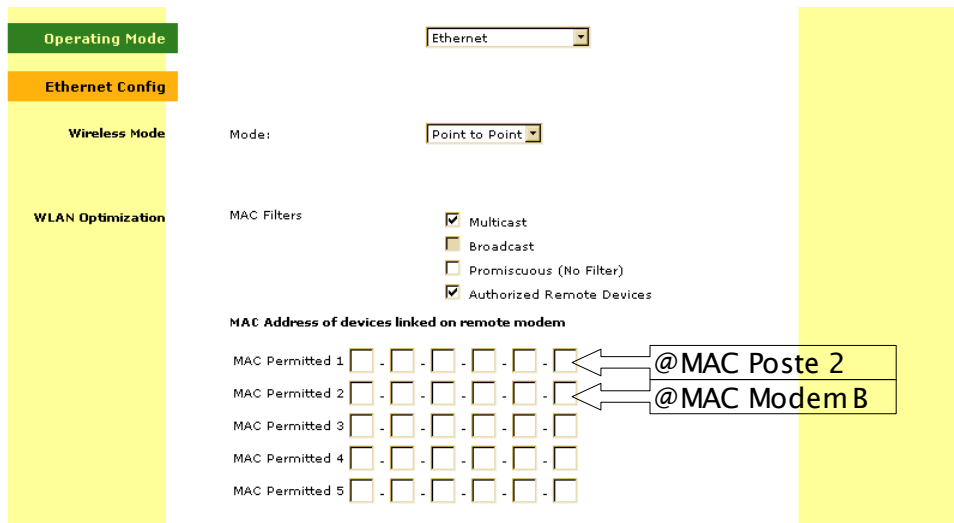 Operating Mode Ethernet
Ethernet Config
Wireless Mode Mode: Point to Point
WLAN Optimization MAC Filters
Multicast
Broadcast
Promiscuous (No Filter)
Authorized Remote Devices
MAC Address of devices linked on remote modem
MAC Permitted 1 - - - - - @MAC Poste 2
MAC Permitted 2 - - - - - @MAC Modem B
MAC Permitted 3 - - - - -
MAC Permitted 4 - - - - -
MAC Permitted 5 - - - - -